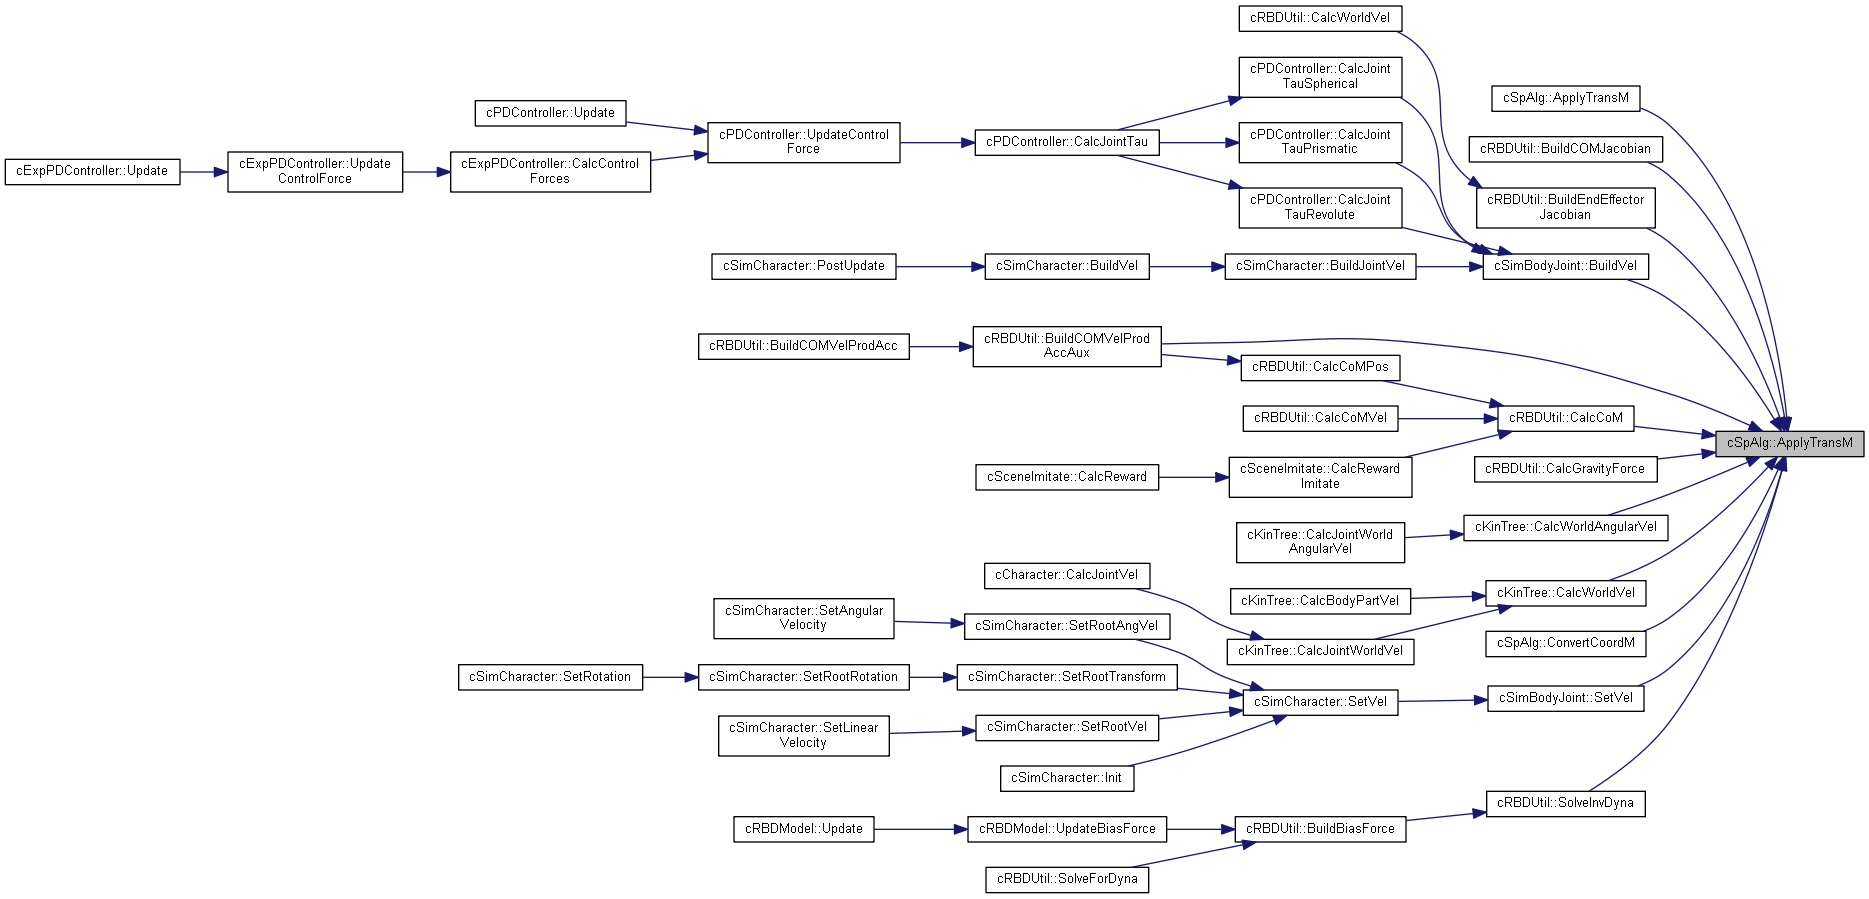 cRBDUtil::CalcWorldVel
cPDController::CalcJoint
TauSpherical
cSpAlg::ApplyTransM
cPDController::Update
cPDController::UpdateControl
Force
cPDController::CalcJointTau
cPDController::CalcJoint
TauPrismatic
cRBDUtil::BuildCOMJacobian
cExpPDController::Update
cExpPDController::Update
ControlForce
cExpPDController::CalcControl
Forces
cPDController::CalcJoint
TauRevolute
cRBDUtil::BuildEndEffector
Jacobian
cSimCharacter::PostUpdate
cSimCharacter::BuildVel
cSimCharacter::BuildJointVel
cSimBodyJoint::BuildVel
cRBDUtil::BuildCOMVelProdAcc
cRBDUtil::BuildCOMVelProd
AccAux
cRBDUtil::CalcCoMPos
cRBDUtil::CalcCoMVel
cRBDUtil::CalcCoM
cSpAlg::ApplyTransM
cSceneImitate::CalcReward
cSceneImitate::CalcReward
Imitate
cRBDUtil::CalcGravityForce
cKinTree::CalcJointWorld
AngularVel
cKinTree::CalcWorldAngularVel
cCharacter::CalcJointVel
cKinTree::CalcBodyPartVel
cKinTree::CalcWorldVel
cSimCharacter::SetAngular
Velocity
cSimCharacter::SetRootAngVel
cKinTree::CalcJointWorldVel
cSpAlg::ConvertCoordM
cSimCharacter::SetRotation
cSimCharacter::SetRootRotation
cSimCharacter::SetRootTransform
cSimCharacter::SetVel
cSimBodyJoint::SetVel
cSimCharacter::SetLinear
Velocity
cSimCharacter::SetRootVel
cSimCharacter::Init
cRBDUtil::SolveInvDyna
cRBDModel::Update
cRBDModel::UpdateBiasForce
cRBDUtil::BuildBiasForce
cRBDUtil::SolveForDyna